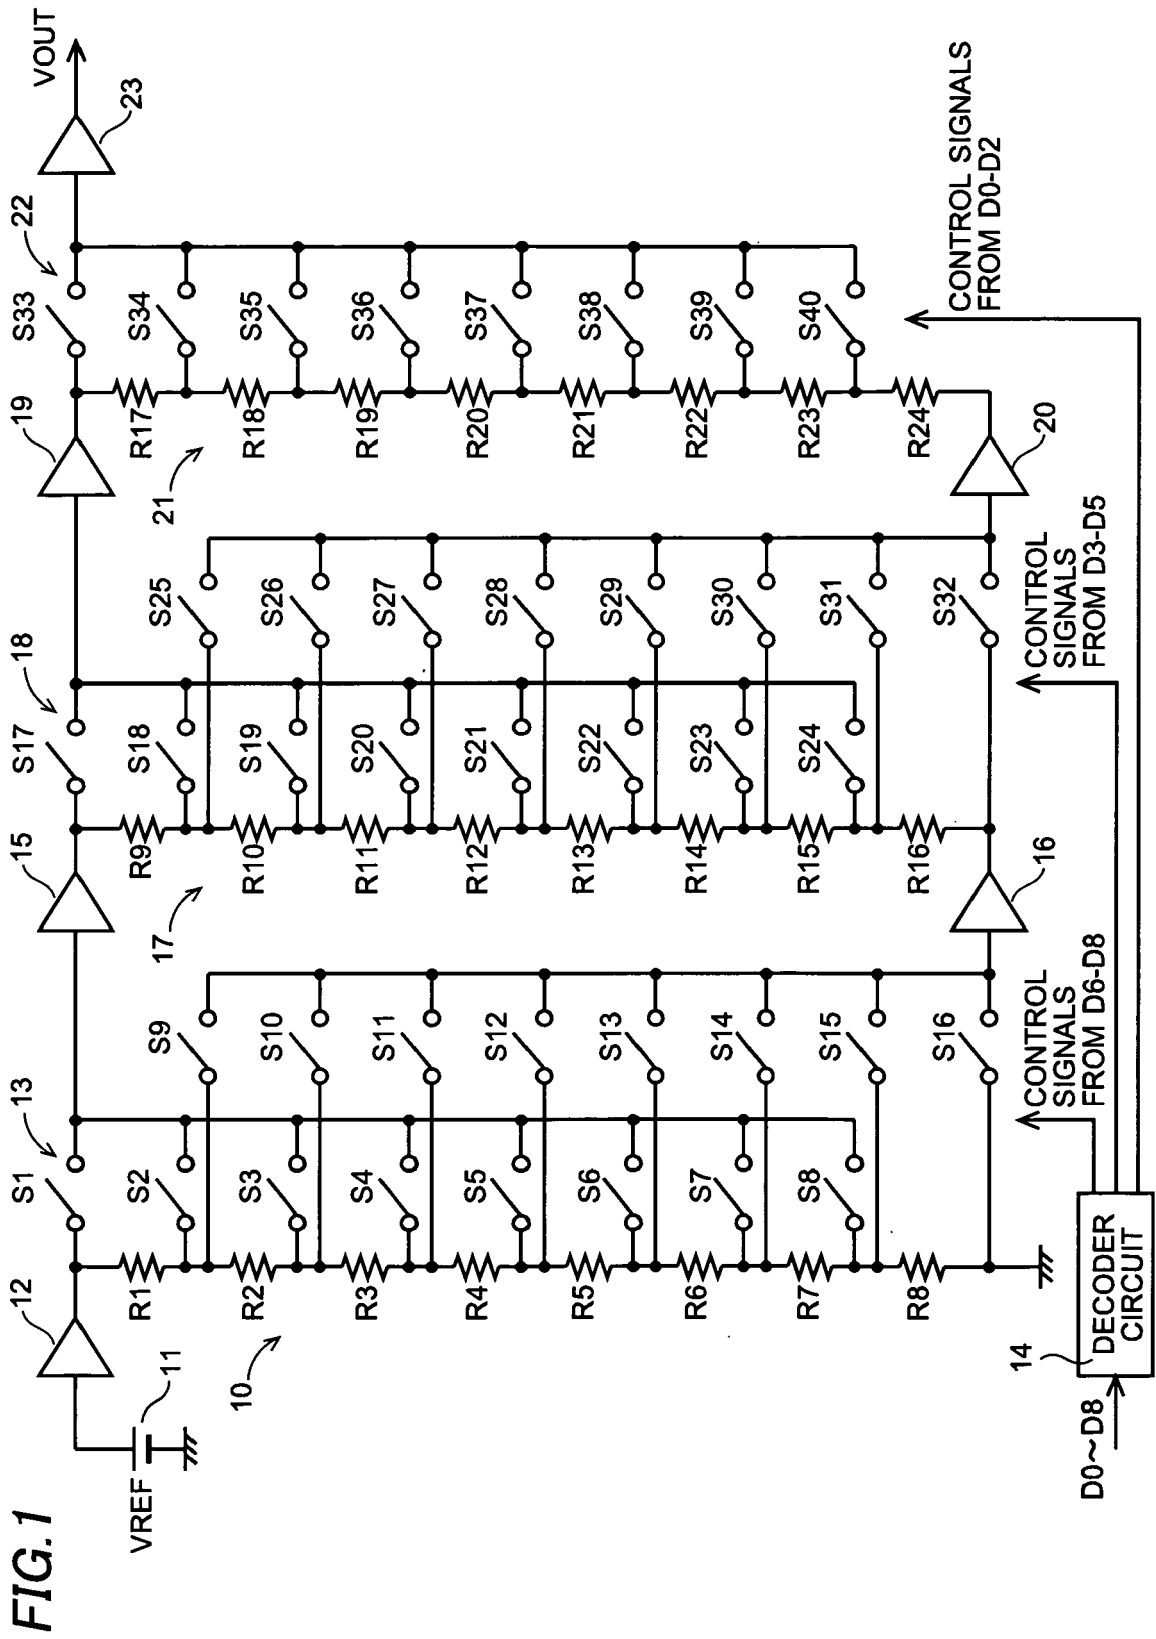 FIG.1
VREF
11
12
10
S1
13
S2
S3
S4
S5
S6
S7
S8
R1
R2
R3
R4
R5
R6
R7
R8
S9
S10
S11
S12
S13
S14
S15
S16
15
16
17
S17
18
S18
S19
S20
S21
S22
S23
S24
R9
R10
R11
R12
R13
R14
R15
R16
S25
S26
S27
S28
S29
S30
S31
S32
19
20
21
S33
22
S34
S35
S36
S37
S38
S39
S40
R17
R18
R19
R20
R21
R22
R23
R24
23
VOUT
D0~D8
14
DECODER
CIRCUIT
CONTROL
SIGNALS
FROM D6-D8
CONTROL
SIGNALS
FROM D3-D5
CONTROL SIGNALS
FROM D0-D2